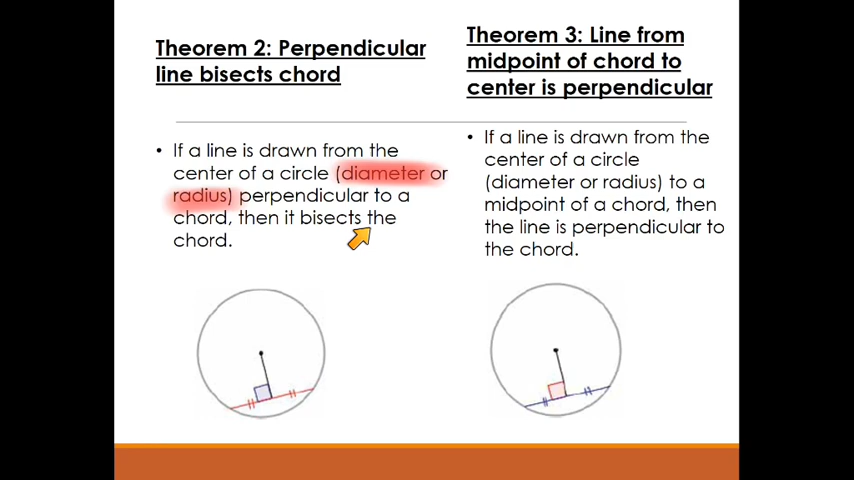 Theorem 2: Perpendicular
line bisects chord
• If a line is drawn from the
center of a circle (diameter or
radius) perpendicular to a
chord, then it bisects the
chord.
Theorem 3: Line from
midpoint of chord to
center is perpendicular
• If a line is drawn from the
center of a circle
(diameter or radius) to a
midpoint of a chord, then
the line is perpendicular to
the chord.